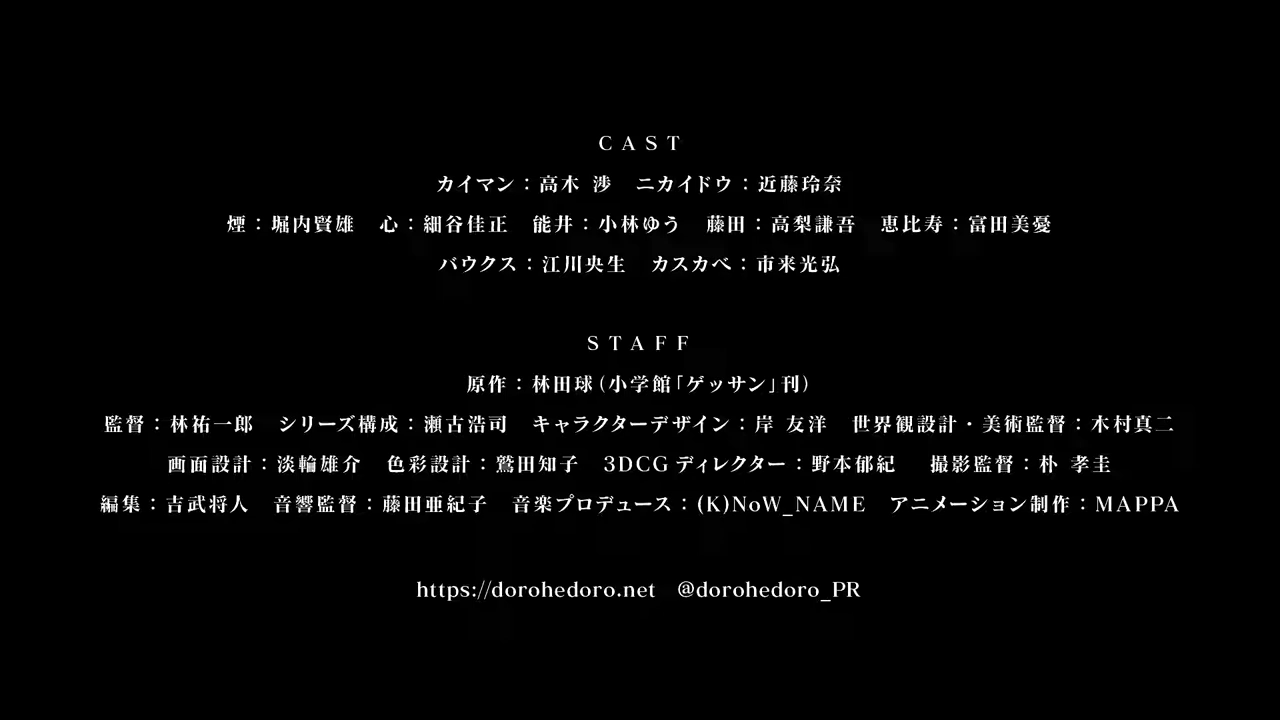 CAST
カイマン：高木 渉　ニカイドウ：近藤玲奈
煙：堀内賢雄　心：細谷佳正　能井：小林ゆう　藤田：高梨謙吾　恵比寿：富田美憂
バウクス：江川央生　カスカベ：市来光弘
STAFF
原作：林田球（小学館「ゲッサン」刊）
監督：林祐一郎　シリーズ構成：瀬古浩司　キャラクターデザイン：岸 友洋　世界観設計・美術監督：木村真二
画面設計：淡輪雄介　色彩設計：鷲田知子　3DCGディレクター：野本郁紀　撮影監督：朴 孝圭
編集：吉武将人　音響監督：藤田亜紀子　音楽プロデュース：(K)NoW_NAME　アニメーション制作：MAPPA
https://dorohedoro.net　@dorohedoro_PR